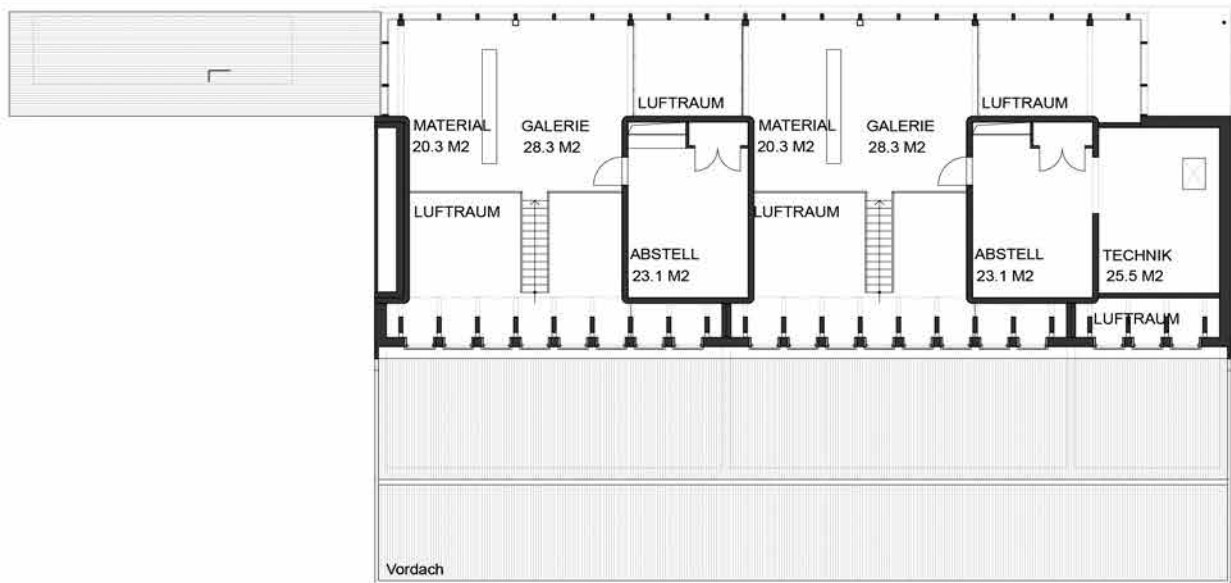 LUFTRAUM
LUFTRAUM
MATERIAL
20.3 M2
GALERIE
28.3 M2
MATERIAL
20.3 M2
GALERIE
28.3 M2
LUFTRAUM
LUFTRAUM
ABSTELL
23.1 M2
ABSTELL
23.1 M2
TECHNIK
25.5 M2
LUFTRAUM
Vordach